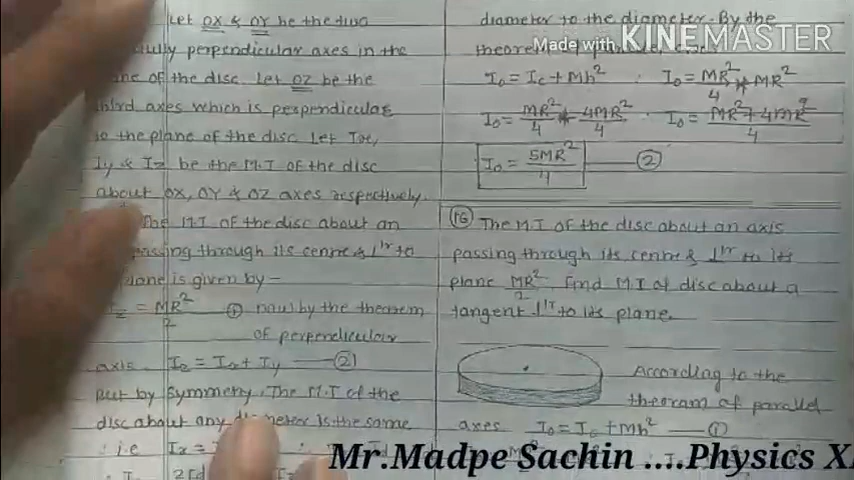 Let OX & OY be the two
perpendicular axes in the
plane of the disc. Let OZ be the
third axes which is perpendicular
to the plane of the disc Let Ix,
Iy & Iz be the M.I of the disc
about OX, OY & OZ axes respectively.
The M.I of the disc about an
passing through its centre & ⊥ʳ to
plane is given by-
Iz = MR²/2 —① now by the theorem
of perpendicular
axis. Iz = Ix + Iy —②
But by symmetry, The M.I of the
disc about any diameter is the same
i.e Ix =
diameter to the diameter. By the
I₀ = Ic + Mh² I₀ = MR²/4 + MR²
I₀ = MR²/4 + 4MR²/4 . I₀ = MR² + 4MR²/4
I₀ = 5MR²/4 —②
16 The M.I of the disc about an axis
passing through its centre & ⊥ʳ to its
plane MR²/2 Find M.I of disc about a
tangent ⊥ʳ to its plane.
According to the
theoram of parallel
axes I₀ = Ic + Mh² —①
Made with KINEMASTER
Mr.Madpe Sachin ....Physics X